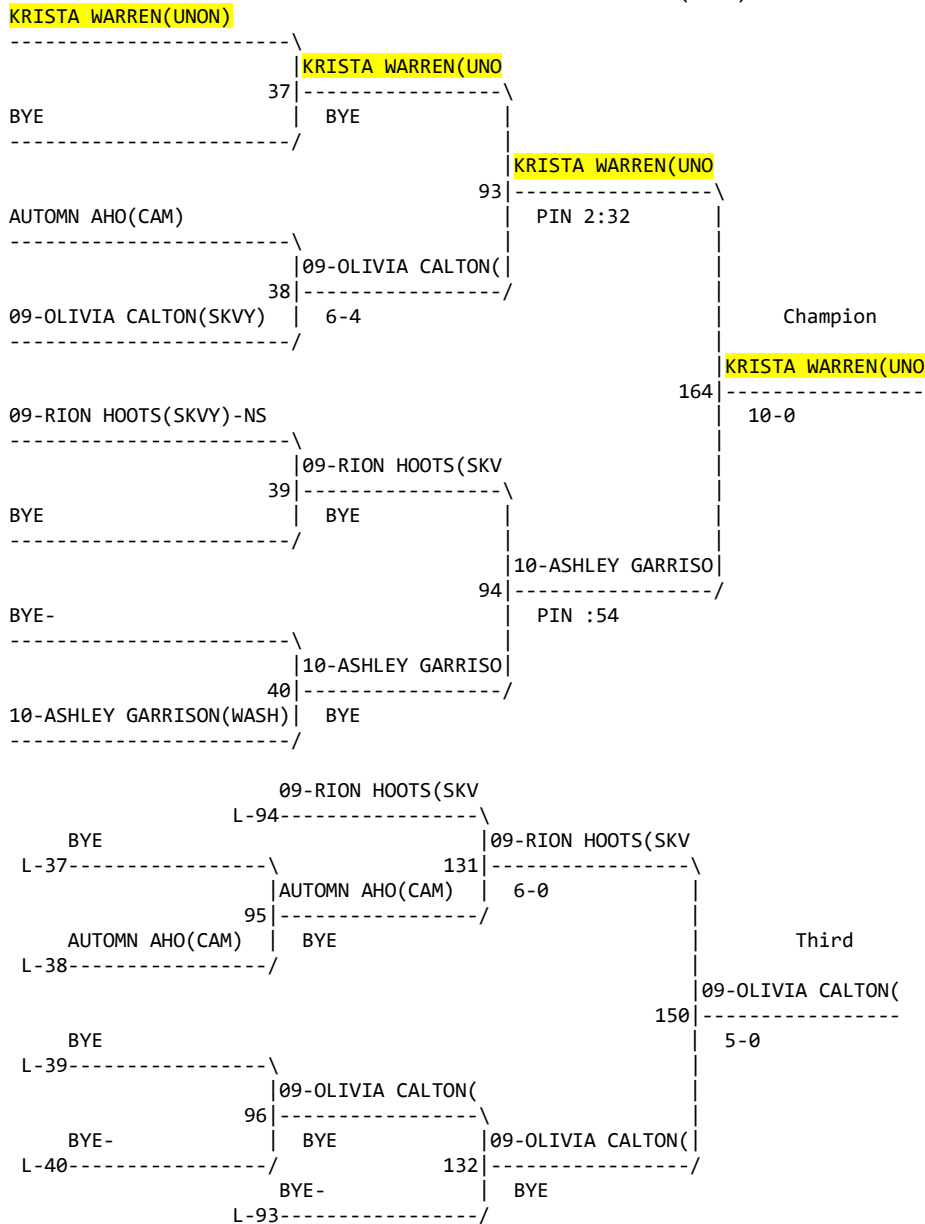 KRISTA WARREN(UNON)
------------------------\
|KRISTA WARREN(UNO
37|-----------------\
BYE | BYE |
------------------------/ |
|KRISTA WARREN(UNO
93|-----------------\
AUTOMN AHO(CAM) | PIN 2:32 |
------------------------\ | |
|09-OLIVIA CALTON(| |
38|-----------------/ |
09-OLIVIA CALTON(SKVY) | 6-4 | Champion
------------------------/ |
|KRISTA WARREN(UNO
164|-----------------
09-RION HOOTS(SKVY)-NS | 10-0
------------------------\ |
|09-RION HOOTS(SKV |
39|-----------------\ |
BYE | BYE | |
------------------------/ | |
|10-ASHLEY GARRISO|
94|-----------------/
BYE- | PIN :54
------------------------\ |
|10-ASHLEY GARRISO|
40|-----------------/
10-ASHLEY GARRISON(WASH)| BYE
------------------------/
09-RION HOOTS(SKV
L-94-----------------\
BYE |09-RION HOOTS(SKV
L-37-----------------\ 131|-----------------\
|AUTOMN AHO(CAM) | 6-0 |
95|-----------------/ |
AUTOMN AHO(CAM) | BYE | Third
L-38-----------------/ |
|09-OLIVIA CALTON(
150|-----------------
BYE | 5-0
L-39-----------------\ |
|09-OLIVIA CALTON( |
96|-----------------\ |
BYE- | BYE |09-OLIVIA CALTON(|
L-40-----------------/ 132|-----------------/
BYE- | BYE
L-93-----------------/